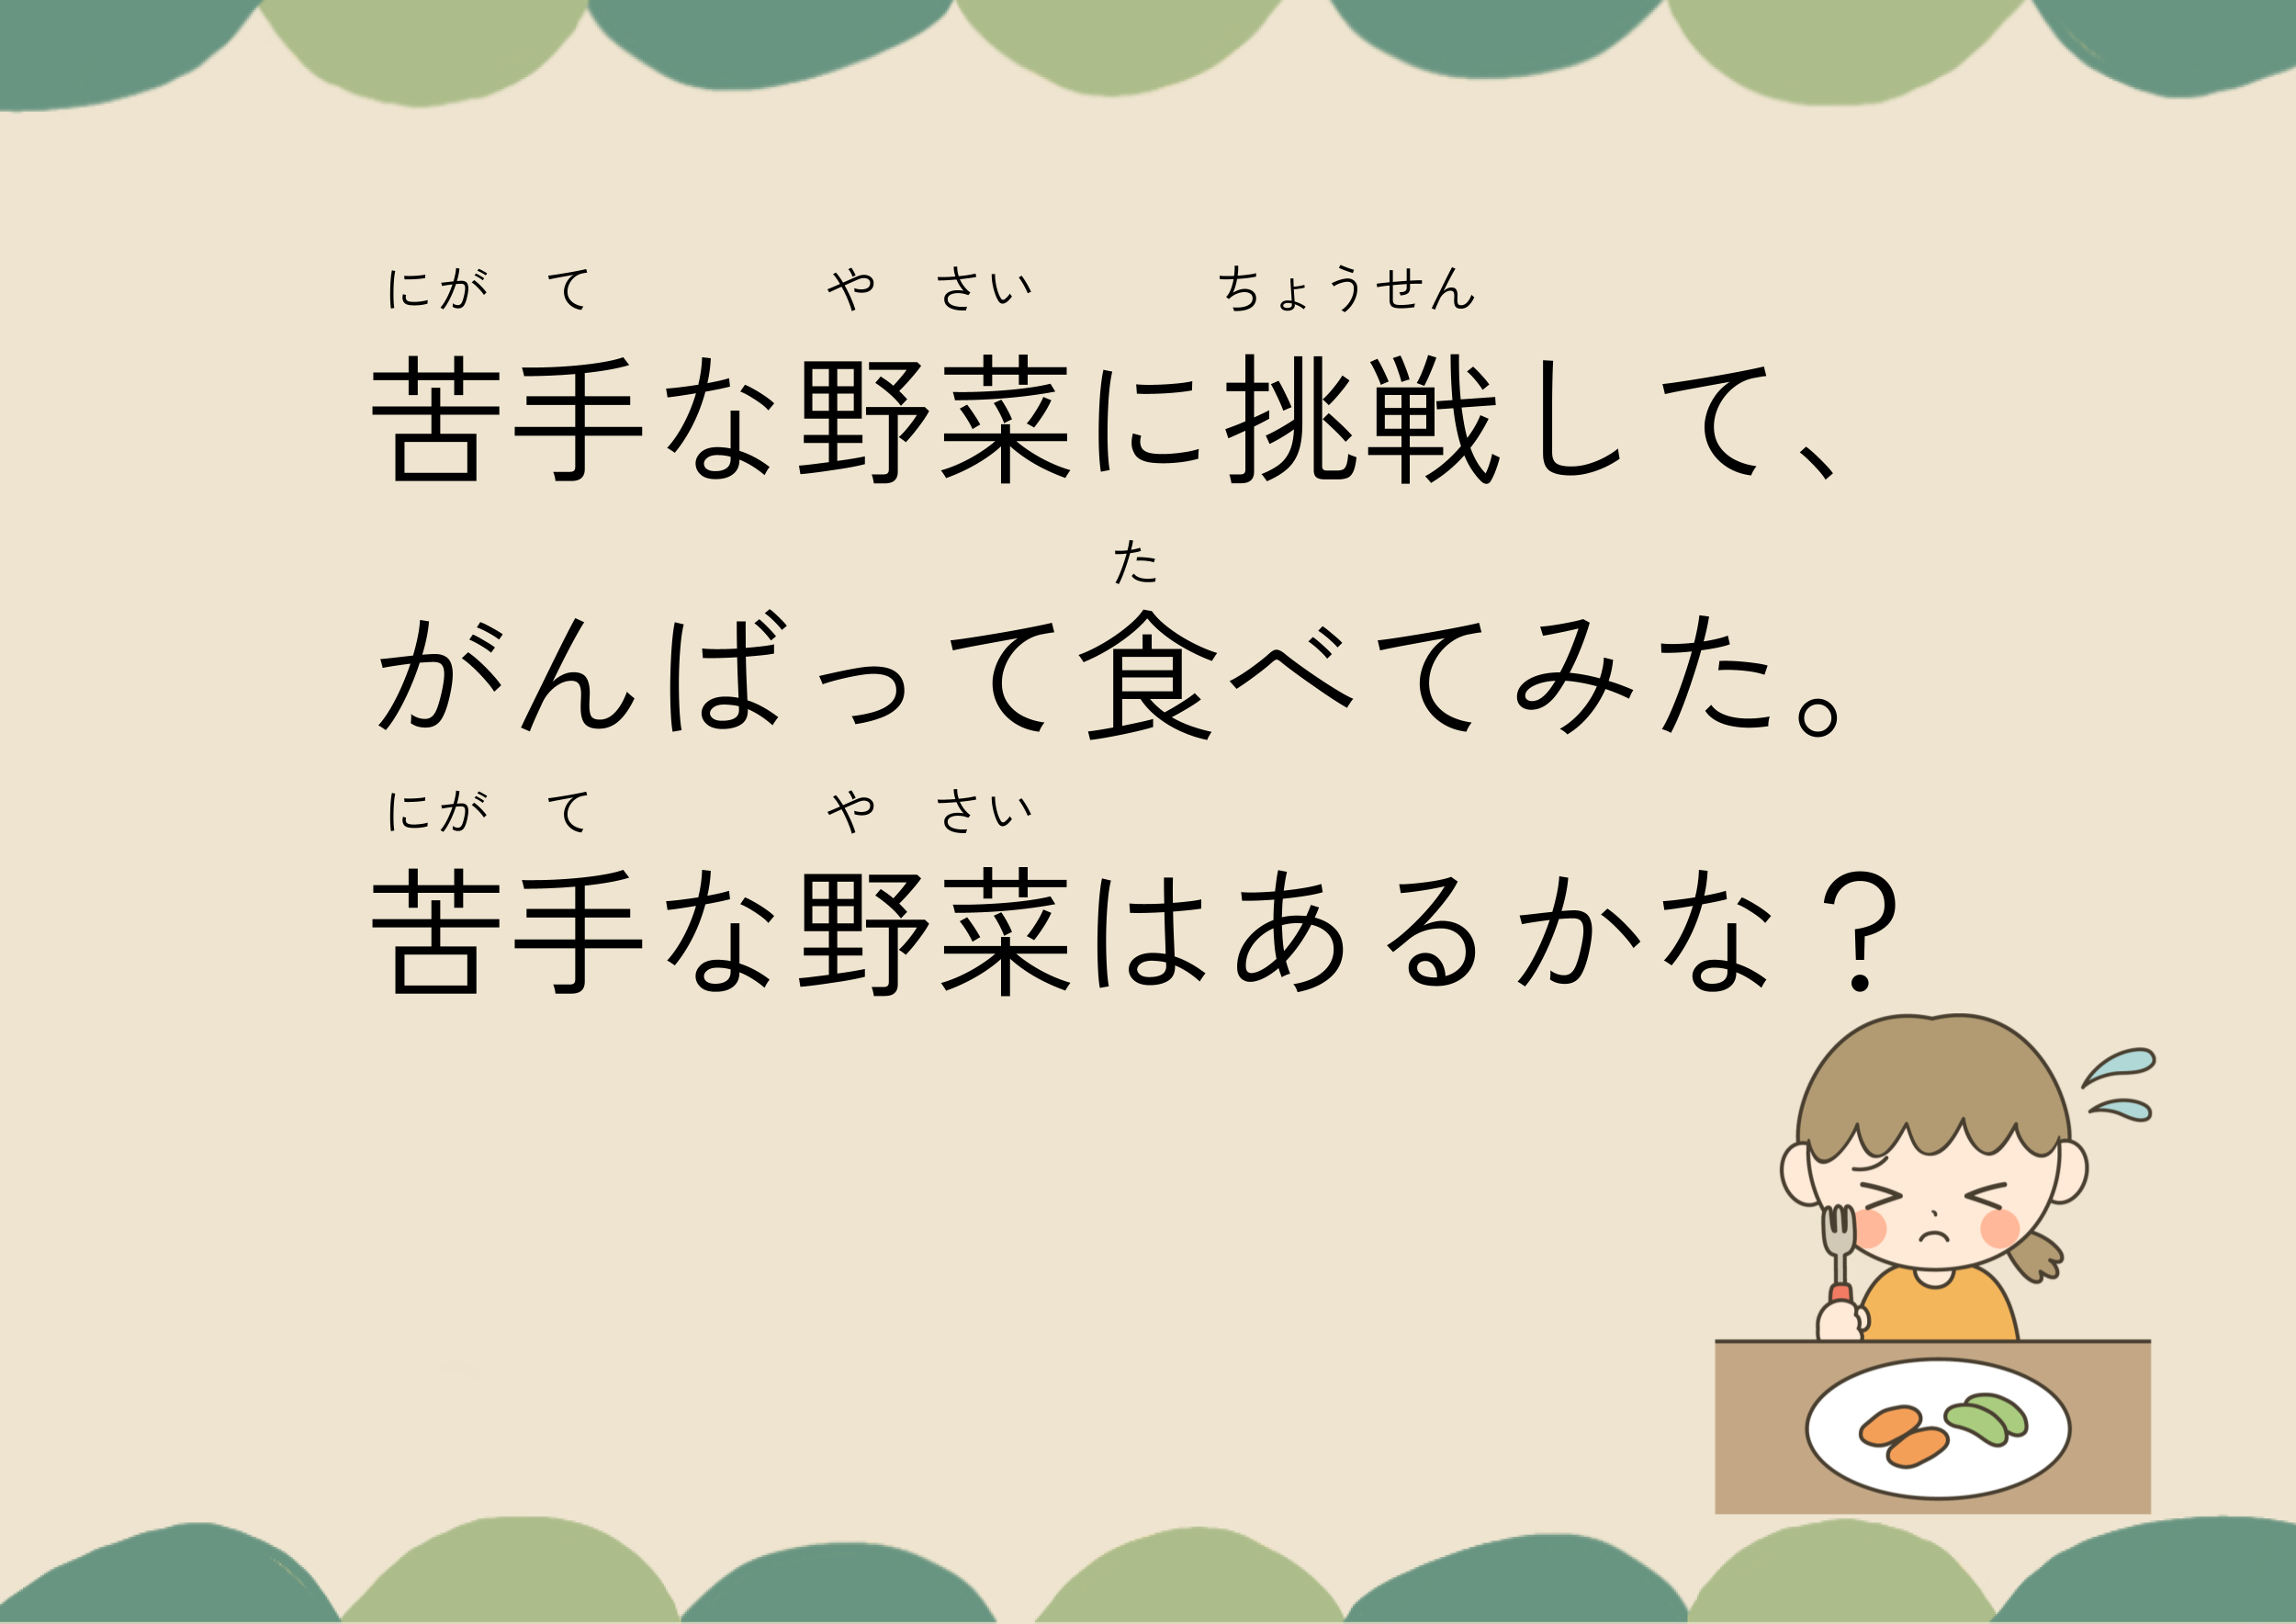 にがて やさい ちょうせん
苦手な野菜に挑戦して、
た
がんばって食べてみた。
にがて やさい
苦手な野菜はあるかな？